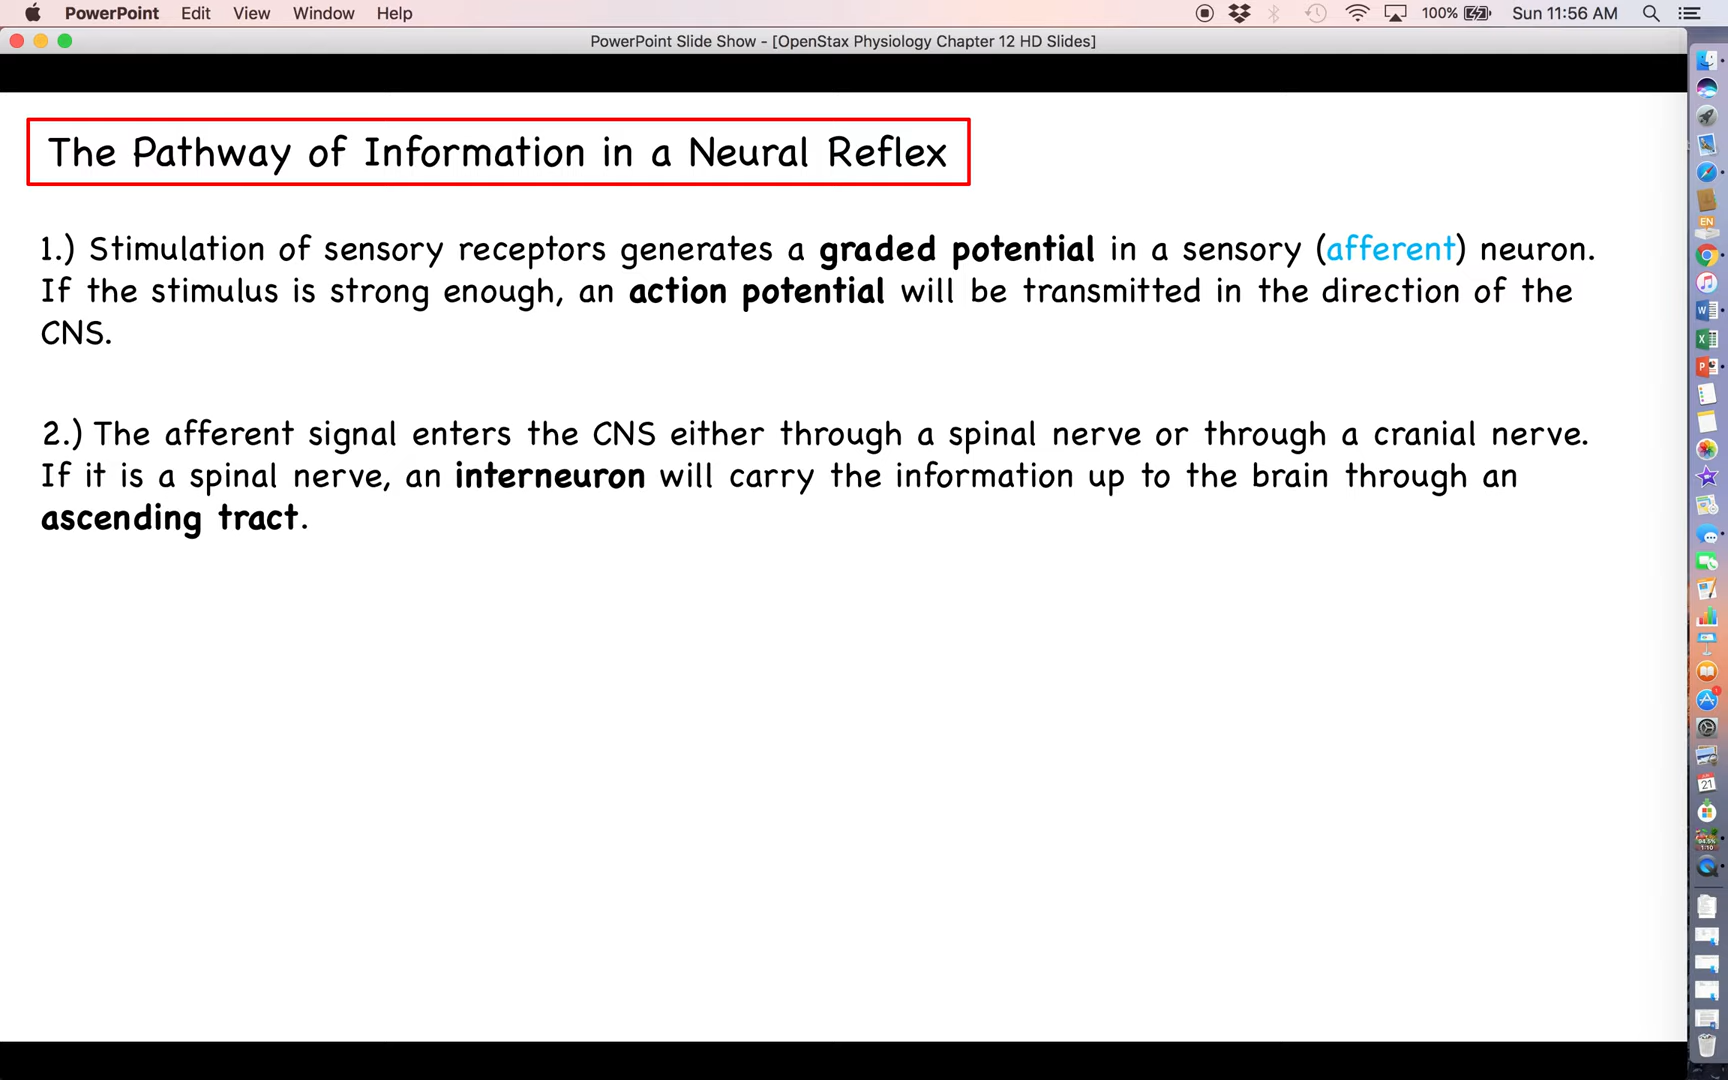 PowerPoint Edit View Window Help 100% Sun 11:56 AM
PowerPoint Slide Show - [OpenStax Physiology Chapter 12 HD Slides]
The Pathway of Information in a Neural Reflex
1.) Stimulation of sensory receptors generates a graded potential in a sensory (afferent) neuron.
If the stimulus is strong enough, an action potential will be transmitted in the direction of the
CNS.
2.) The afferent signal enters the CNS either through a spinal nerve or through a cranial nerve.
If it is a spinal nerve, an interneuron will carry the information up to the brain through an
ascending tract.
EN
W
X
P
21